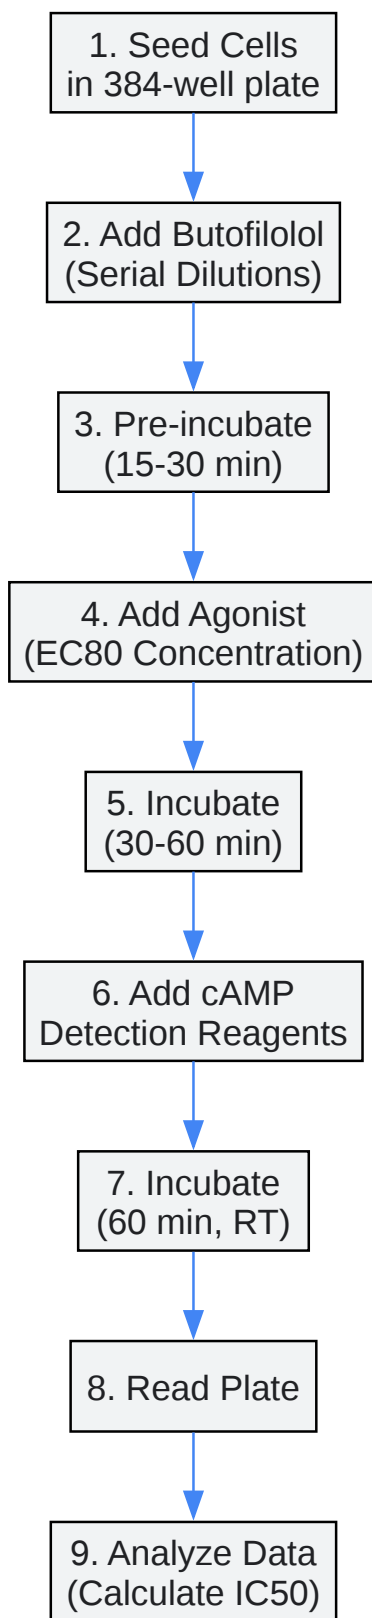 1. Seed Cells
in 384-well plate
2. Add Butofilolol
(Serial Dilutions)
3. Pre-incubate
(15-30 min)
4. Add Agonist
(EC80 Concentration)
5. Incubate
(30-60 min)
6. Add cAMP
Detection Reagents
7. Incubate
(60 min, RT)
8. Read Plate
9. Analyze Data
(Calculate IC50)